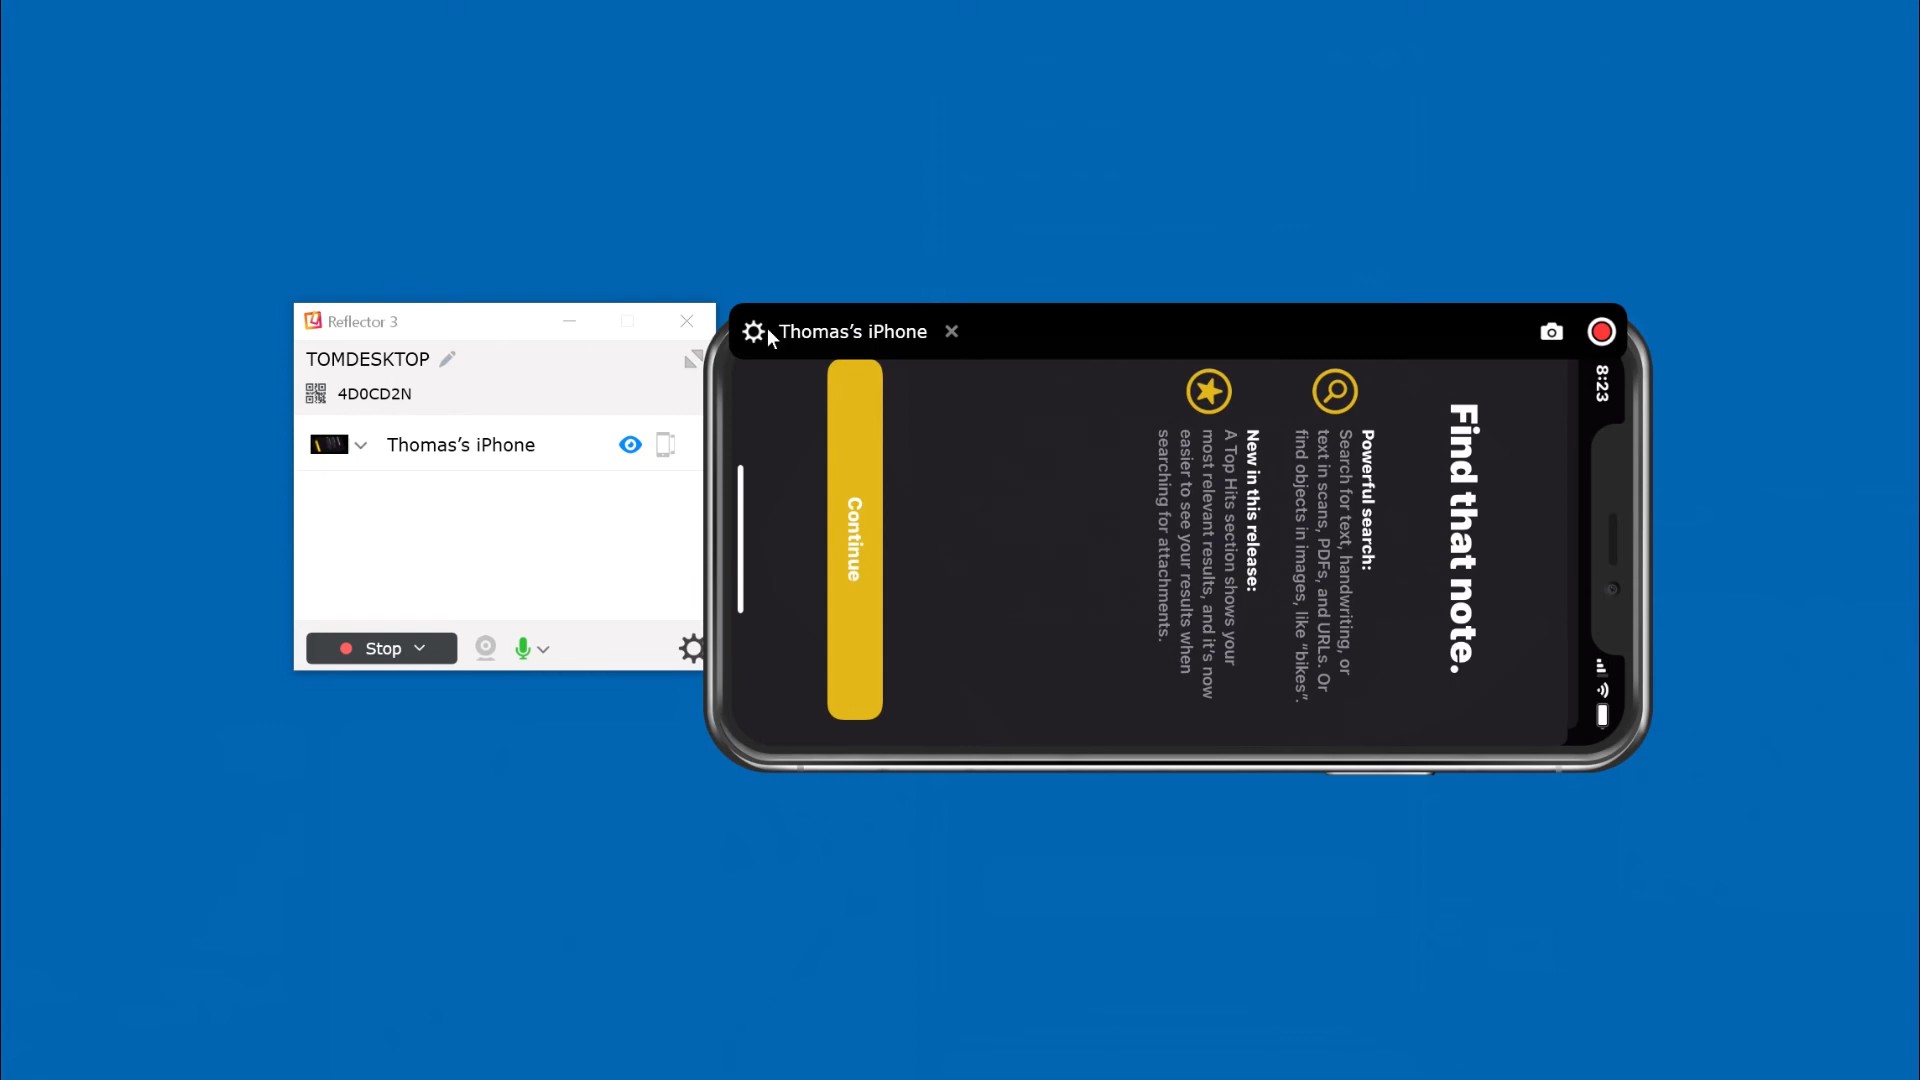 Reflector 3
TOMDESKTOP
4D0CD2N
Thomas’s iPhone
Stop
Thomas’s iPhone
8:23
Find that note.
Powerful search:
Search for text, handwriting, or
text in scans, PDFs, and URLs. Or
find objects in images, like “bikes”.
New in this release:
A Top Hits section shows your
most relevant results, and it’s now
easier to see your results when
searching for attachments.
Continue